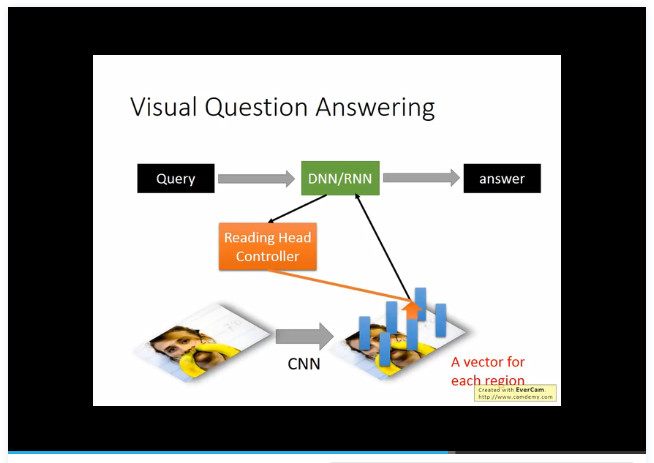 Visual Question Answering
Query
DNN/RNN
answer
Reading Head
Controller
CNN
A vector for
each region
Created with EverCam.
http://www.camdemy.com